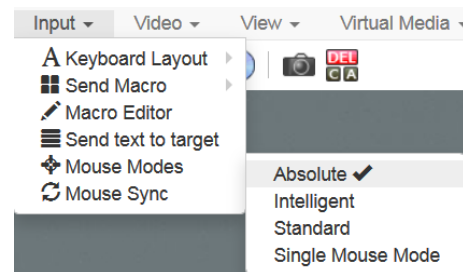 Input Video View Virtual Media
A Keyboard Layout
DEL
CA
Send Macro
Macro Editor
Send text to target
Mouse Modes
Mouse Sync
Absolute
Intelligent
Standard
Single Mouse Mode